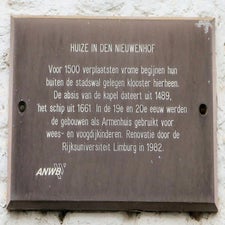 HUIZE IN DEN NIEUWENHOF
Voor 1500 verplaatsten vrome begijnen hun
buiten de stadswal gelegen klooster hierheen.
De absis van de kapel dateert uit 1489,
het schip uit 1661. In de 19e en 20e eeuw werden
de gebouwen als Armenhuis gebruikt voor
wees- en voogdijkinderen. Renovatie door de
Rijksuniversiteit Limburg in 1982.
ANWB